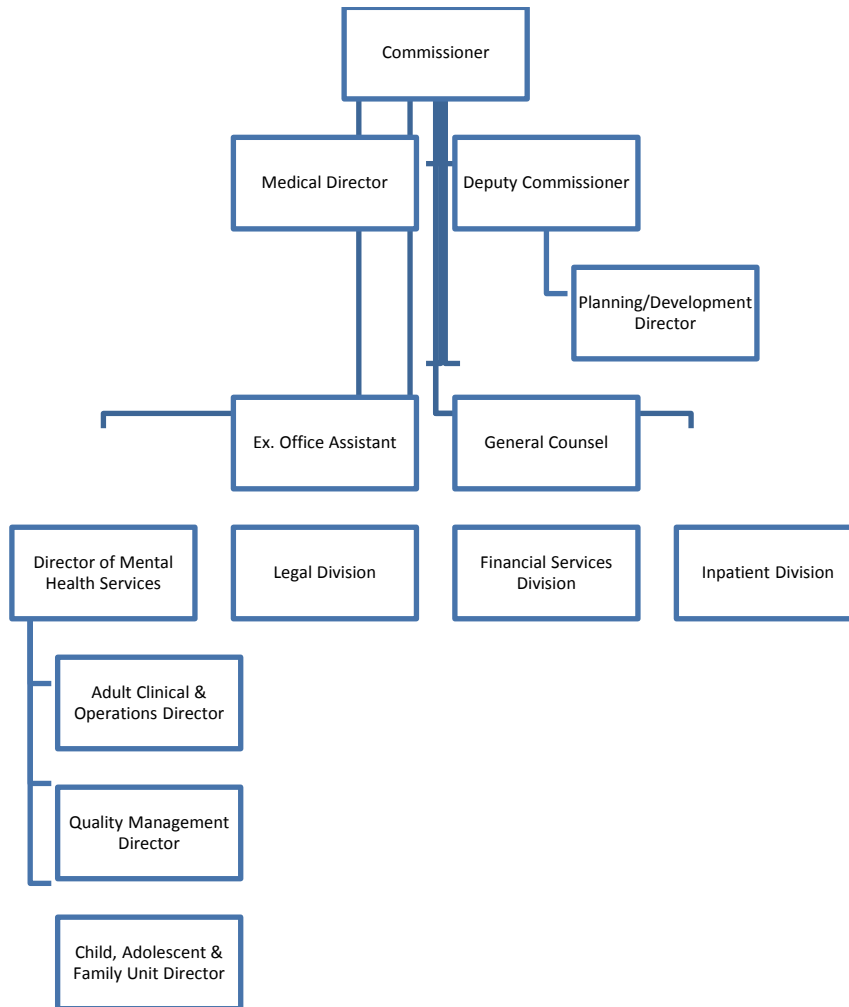 Commissioner
Medical Director
Deputy Commissioner
Planning/Development
Director
Ex. Office Assistant
General Counsel
Director of Mental
Health Services
Legal Division
Financial Services
Division
Inpatient Division
Adult Clinical &
Operations Director
Quality Management
Director
Child, Adolescent &
Family Unit Director